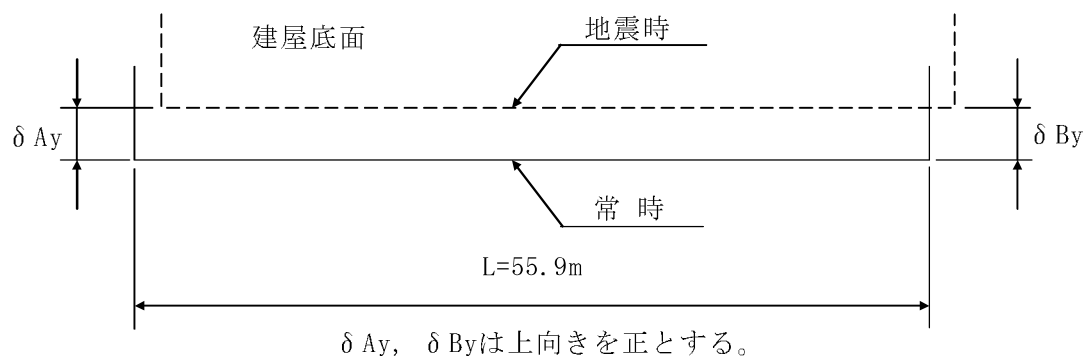 建屋底面
地震時
δAy
δBy
常 時
L=55.9m
δAy, δByは上向きを正とする。